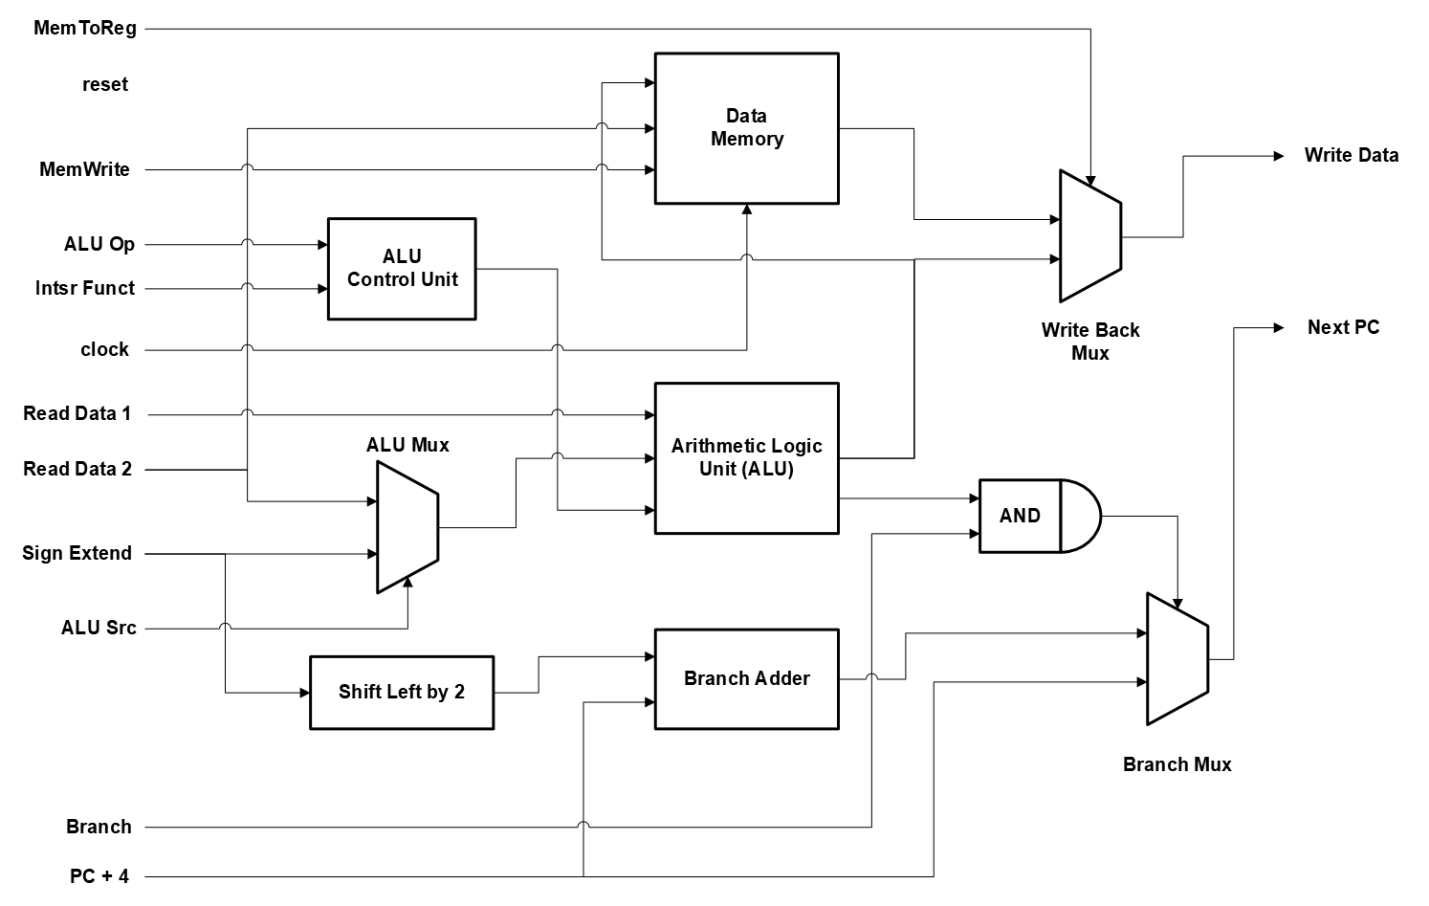 MemToReg
reset
Data
Memory
Write Data
MemWrite
ALU Op
ALU
Control Unit
Intsr Funct
Write Back
Mux
Next PC
clock
Read Data 1
ALU Mux
Arithmetic Logic
Unit (ALU)
Read Data 2
AND
Sign Extend
ALU Src
Shift Left by 2
Branch Adder
Branch Mux
Branch
PC + 4